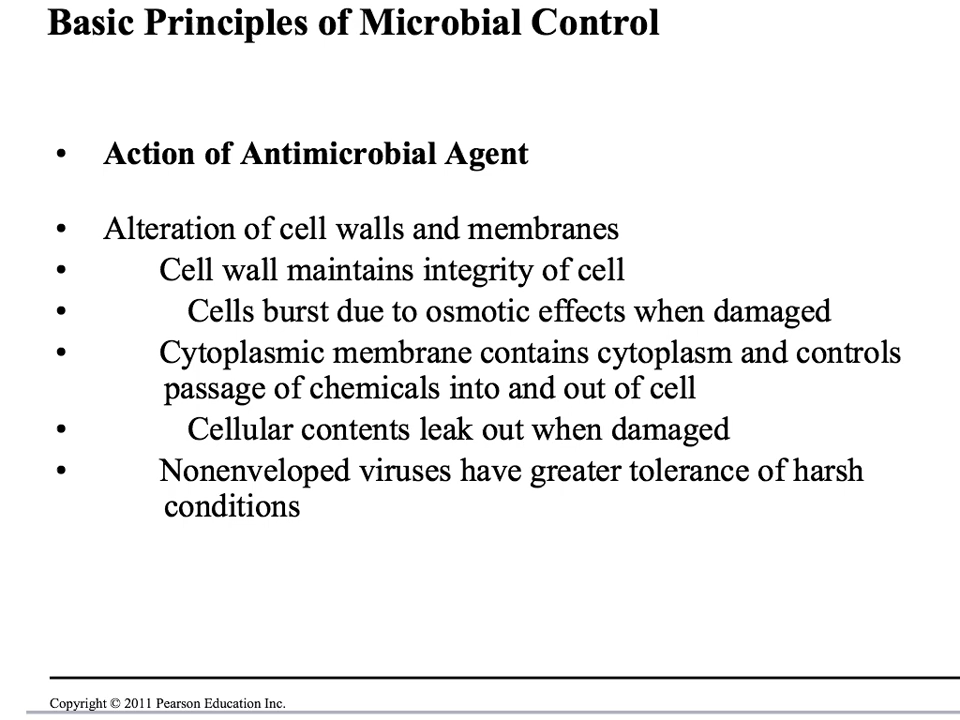 Basic Principles of Microbial Control
• Action of Antimicrobial Agent
• Alteration of cell walls and membranes
• Cell wall maintains integrity of cell
• Cells burst due to osmotic effects when damaged
• Cytoplasmic membrane contains cytoplasm and controls
passage of chemicals into and out of cell
• Cellular contents leak out when damaged
• Nonenveloped viruses have greater tolerance of harsh
conditions
Copyright © 2011 Pearson Education Inc.